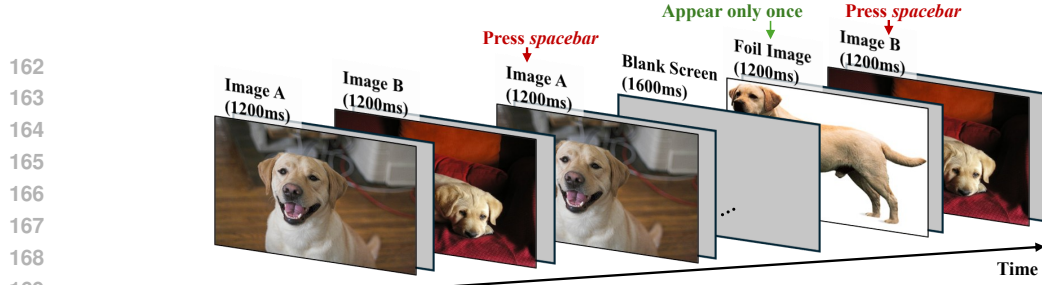 Appear only once
Press spacebar
Press spacebar
Foil Image
(1200ms)
Image B
(1200ms)
Blank Screen
(1600ms)
Image A
(1200ms)
Image B
(1200ms)
Image A
(1200ms)
...
Time
162
163
164
165
166
167
168